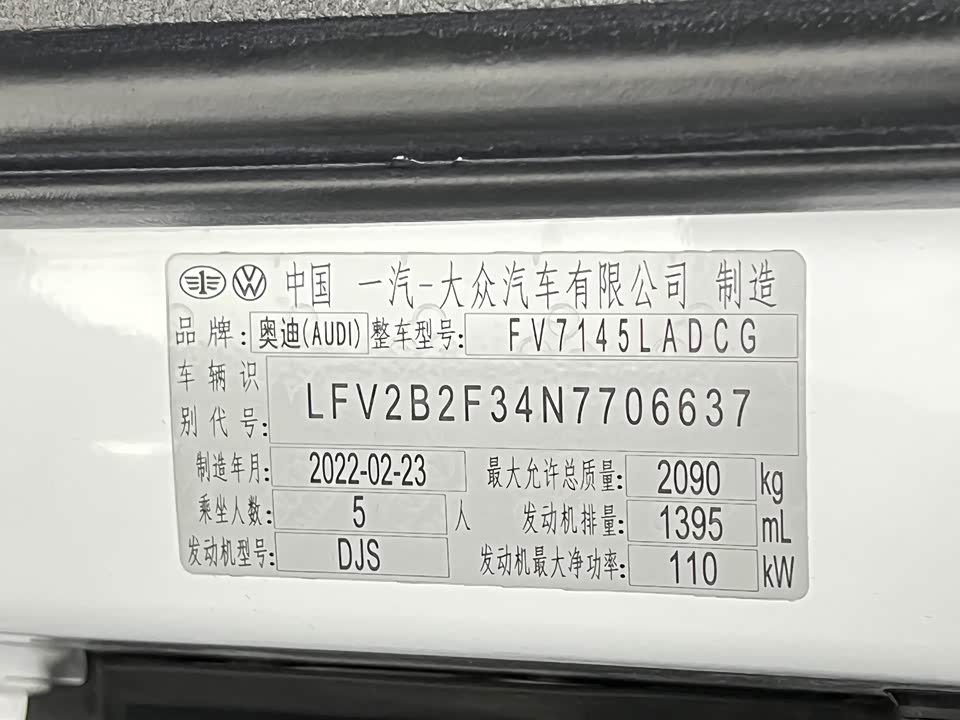 中国 一汽-大众汽车有限公司 制造
品牌: 奥迪(AUDI) 整车型号: FV7145LADCG
车辆识别代号: LFV2B2F34N7706637
制造年月: 2022-02-23 最大允许总质量: 2090 kg
乘坐人数: 5 人 发动机排量: 1395 mL
发动机型号: DJS 发动机最大净功率: 110 kW